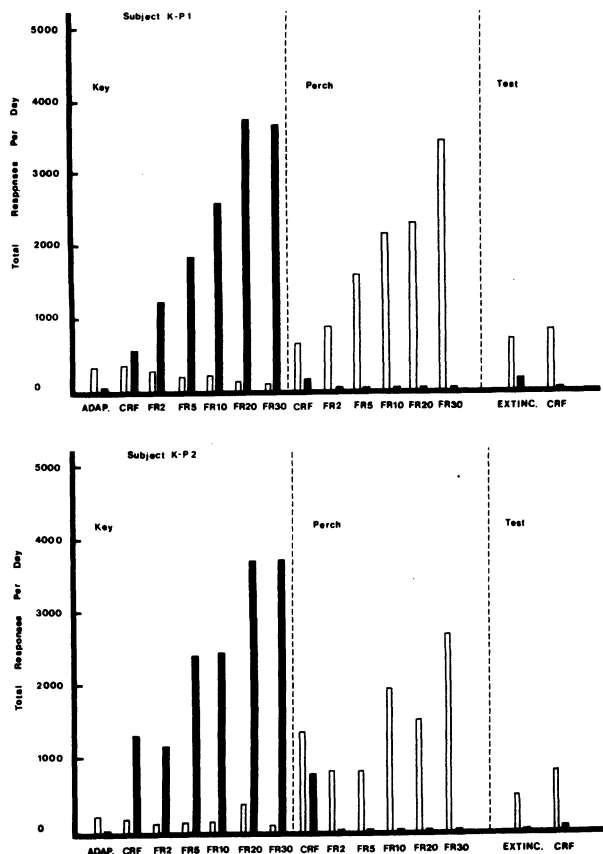 Subject K-P1
Key
Perch
Test
Total Responses Per Day
5000
4000
3000
2000
1000
0
ADAP. CRF FR2 FR5 FR10 FR20 FR30 CRF FR2 FR5 FR10 FR20 FR30 EXTINC. CRF
Subject K-P2
Key
Perch
Test
Total Responses Per Day
5000
4000
3000
2000
1000
0
ADAP. CRF FR2 FR5 FR10 FR20 FR30 CRF FR2 FR5 FR10 FR20 FR30 EXTINC. CRF